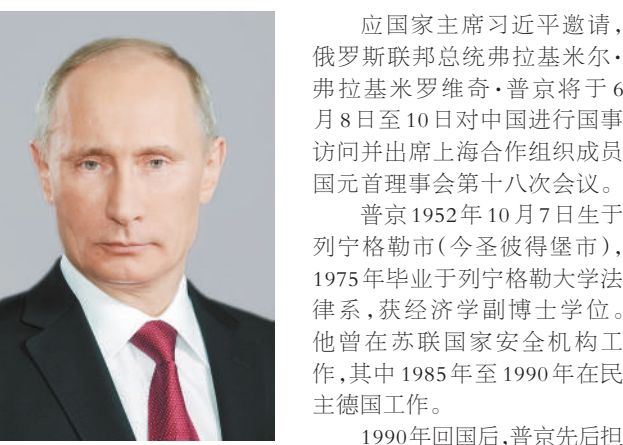 应国家主席习近平邀请，
俄罗斯联邦总统弗拉基米尔·
弗拉基米罗维奇·普京将于6
月8日至10日对中国进行国事
访问并出席上海合作组织成员
国元首理事会第十八次会议。
普京1952年10月7日生于
列宁格勒市（今圣彼得堡市），
1975年毕业于列宁格勒大学法
律系，获经济学副博士学位。
他曾在苏联国家安全机构工
作，其中1985年至1990年在民
主德国工作。
1990年回国后，普京先后担